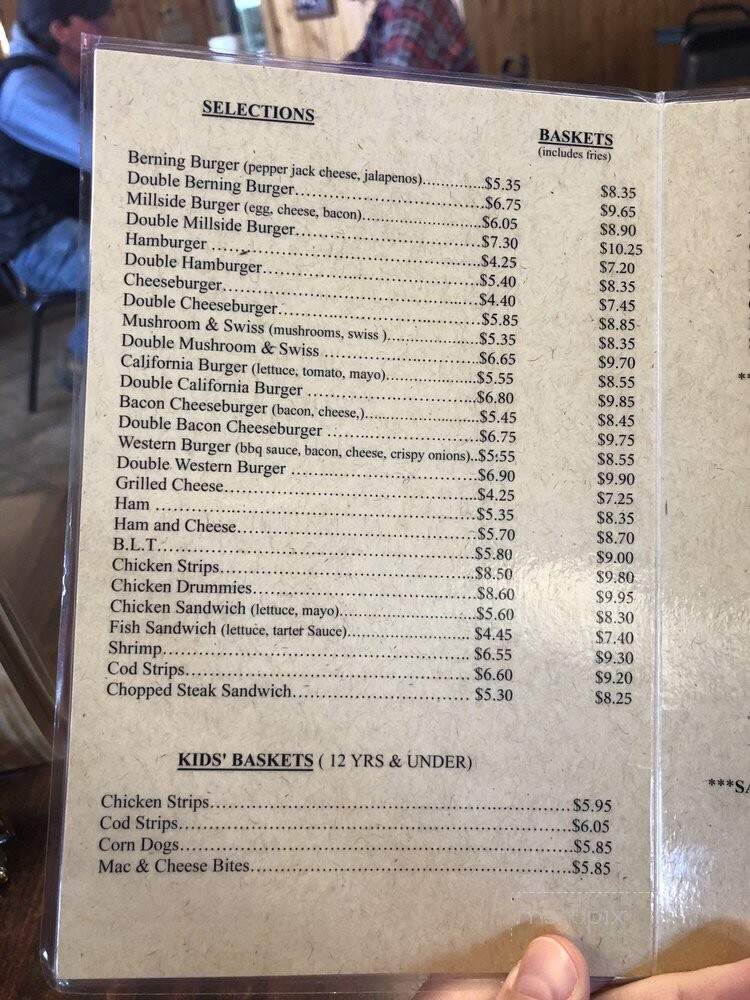 SELECTIONS
BASKETS
(includes fries)
Berning Burger (pepper jack cheese, jalapenos)..............$5.35 $8.35
Double Berning Burger..........................................$6.75 $9.65
Millside Burger (egg, cheese, bacon)...........................$6.05 $8.90
Double Millside Burger.........................................$7.30 $10.25
Hamburger ......................................................$4.25 $7.20
Double Hamburger................................................$5.40 $8.35
Cheeseburger....................................................$4.40 $7.45
Double Cheeseburger.............................................$5.85 $8.85
Mushroom & Swiss (mushrooms, swiss ).....................$5.35 $8.35
Double Mushroom & Swiss ...................................$6.65 $9.70
California Burger (lettuce, tomato, mayo).....................$5.55 $8.55
Double California Burger ......................................$6.80 $9.85
Bacon Cheeseburger (bacon, cheese,)..........................$5.45 $8.45
Double Bacon Cheeseburger ..................................$6.75 $9.75
Western Burger (bbq sauce, bacon, cheese, crispy onions)..$5:55 $8.55
Double Western Burger ........................................$6.90 $9.90
Grilled Cheese..................................................$4.25 $7.25
Ham .............................................................$5.35 $8.35
Ham and Cheese................................................$5.70 $8.70
B.L.T............................................................$5.80 $9.00
Chicken Strips..................................................$8.50 $9.80
Chicken Drummies.............................................$8.60 $9.95
Chicken Sandwich (lettuce, mayo)............................$5.60 $8.30
Fish Sandwich (lettuce, tarter Sauce).......................... $4.45 $7.40
Shrimp.......................................................... $6.55 $9.30
Cod Strips...................................................... $6.60 $9.20
Chopped Steak Sandwich.................................... $5.30 $8.25
KIDS' BASKETS ( 12 YRS & UNDER)
Chicken Strips.................................................................$5.95
Cod Strips......................................................................$6.05
Corn Dogs......................................................................$5.85
Mac & Cheese Bites...........................................................$5.85
***SA
menupix